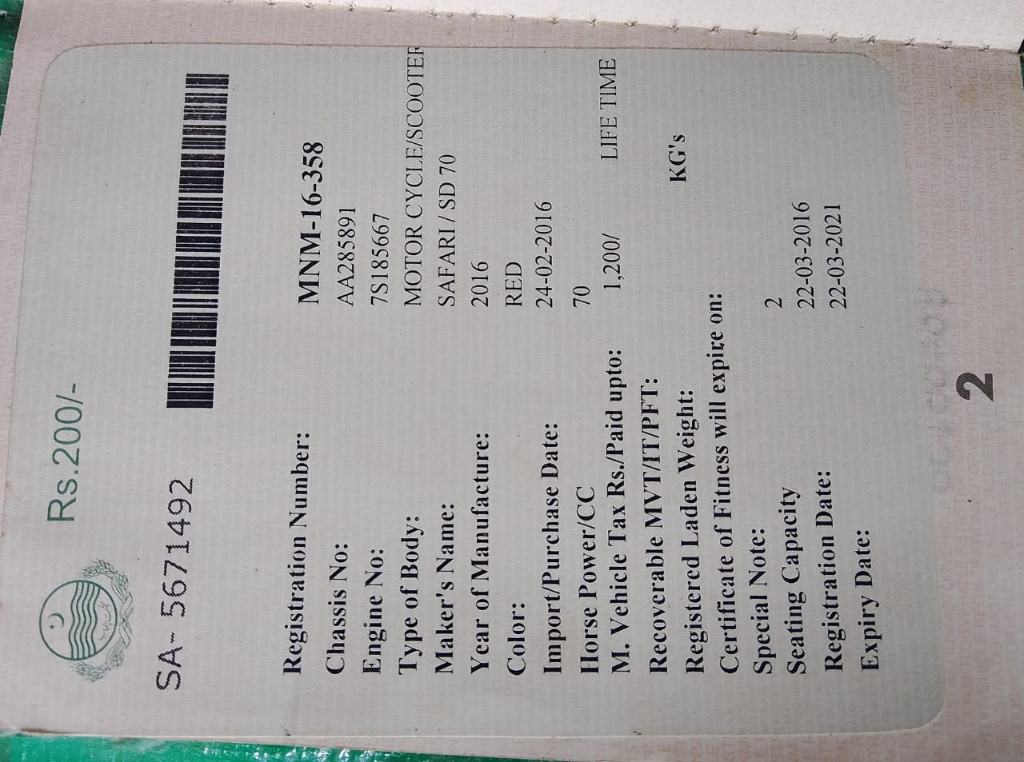 Rs.200/-
SA-5671492
Registration Number: MNM-16-358
Chassis No: AA285891
Engine No: 7S185667
Type of Body: MOTOR CYCLE/SCOOTER
Maker's Name: SAFARI / SD 70
Year of Manufacture: 2016
Color: RED
Import/Purchase Date: 24-02-2016
Horse Power/CC 70
M. Vehicle Tax Rs./Paid upto: 1,200/ LIFE TIME
Recoverable MVT/IT/PFT:
Registered Laden Weight: KG's
Certificate of Fitness will expire on:
Special Note:
Seating Capacity 2
Registration Date: 22-03-2016
Expiry Date: 22-03-2021
2